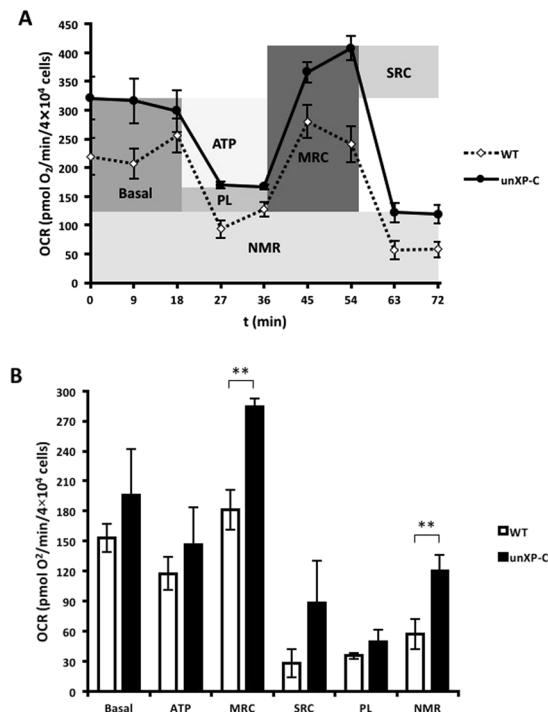 A
OCR (pmol O₂/min/4×10⁴ cells)
450
400
350
300
250
200
150
100
50
0
SRC
ATP
MRC
Basal
PL
NMR
WT
unXP-C
0 9 18 27 36 45 54 63 72
t (min)
B
OCR (pmol O²/min/4×10⁴ cells)
300
270
240
210
180
150
120
90
60
30
0
**
**
WT
unXP-C
Basal ATP MRC SRC PL NMR